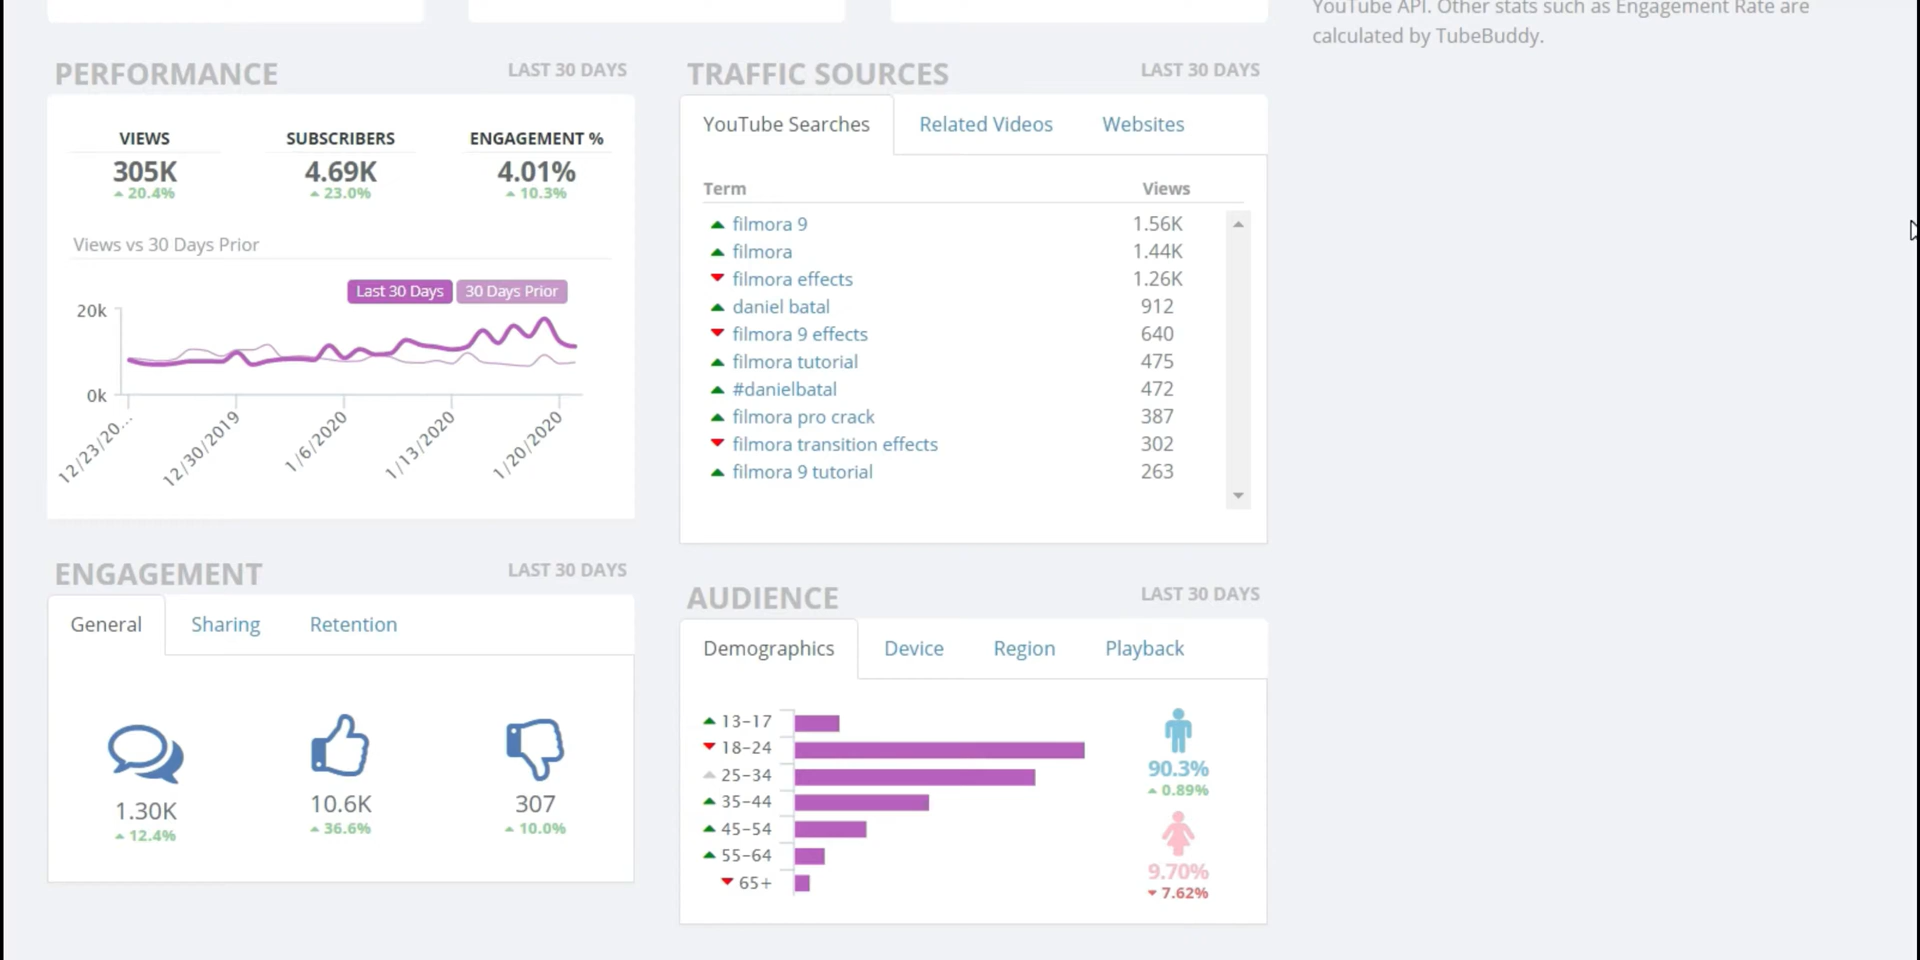 YouTube API. Other stats such as Engagement Rate are
calculated by TubeBuddy.
PERFORMANCE
LAST 30 DAYS
VIEWS
SUBSCRIBERS
ENGAGEMENT %
305K
4.69K
4.01%
20.4%
23.0%
10.3%
Views vs 30 Days Prior
Last 30 Days
30 Days Prior
20k
0k
12/23/20...
12/30/2019
1/6/2020
1/13/2020
1/20/2020
TRAFFIC SOURCES
LAST 30 DAYS
YouTube Searches
Related Videos
Websites
Term Views
filmora 9 1.56K
filmora 1.44K
filmora effects 1.26K
daniel batal 912
filmora 9 effects 640
filmora tutorial 475
#danielbatal 472
filmora pro crack 387
filmora transition effects 302
filmora 9 tutorial 263
ENGAGEMENT
LAST 30 DAYS
General
Sharing
Retention
1.30K
10.6K
307
12.4%
36.6%
10.0%
AUDIENCE
LAST 30 DAYS
Demographics
Device
Region
Playback
13-17
18-24
25-34
35-44
45-54
55-64
65+
90.3%
0.89%
9.70%
7.62%